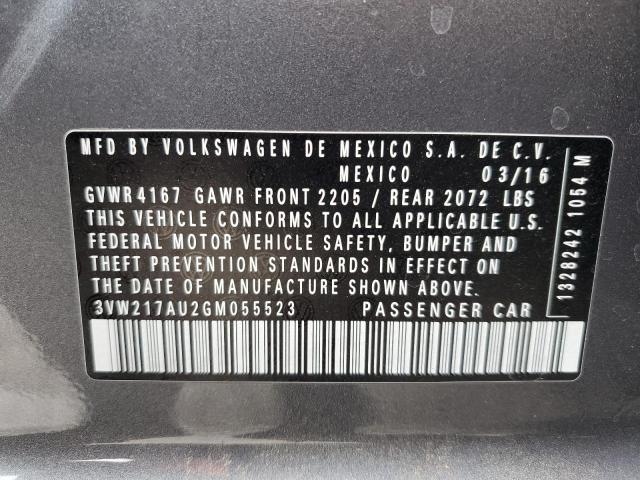 MFD BY VOLKSWAGEN DE MEXICO S.A. DE C.V.
MEXICO 03/16
GVWR 4167 GAWR FRONT 2205 / REAR 2072 LBS
THIS VEHICLE CONFORMS TO ALL APPLICABLE U.S.
FEDERAL MOTOR VEHICLE SAFETY, BUMPER AND
THEFT PREVENTION STANDARDS IN EFFECT ON
THE DATE OF MANUFACTURE SHOWN ABOVE.
3VW217AU2GM055523 PASSENGER CAR
1328242 1054 M